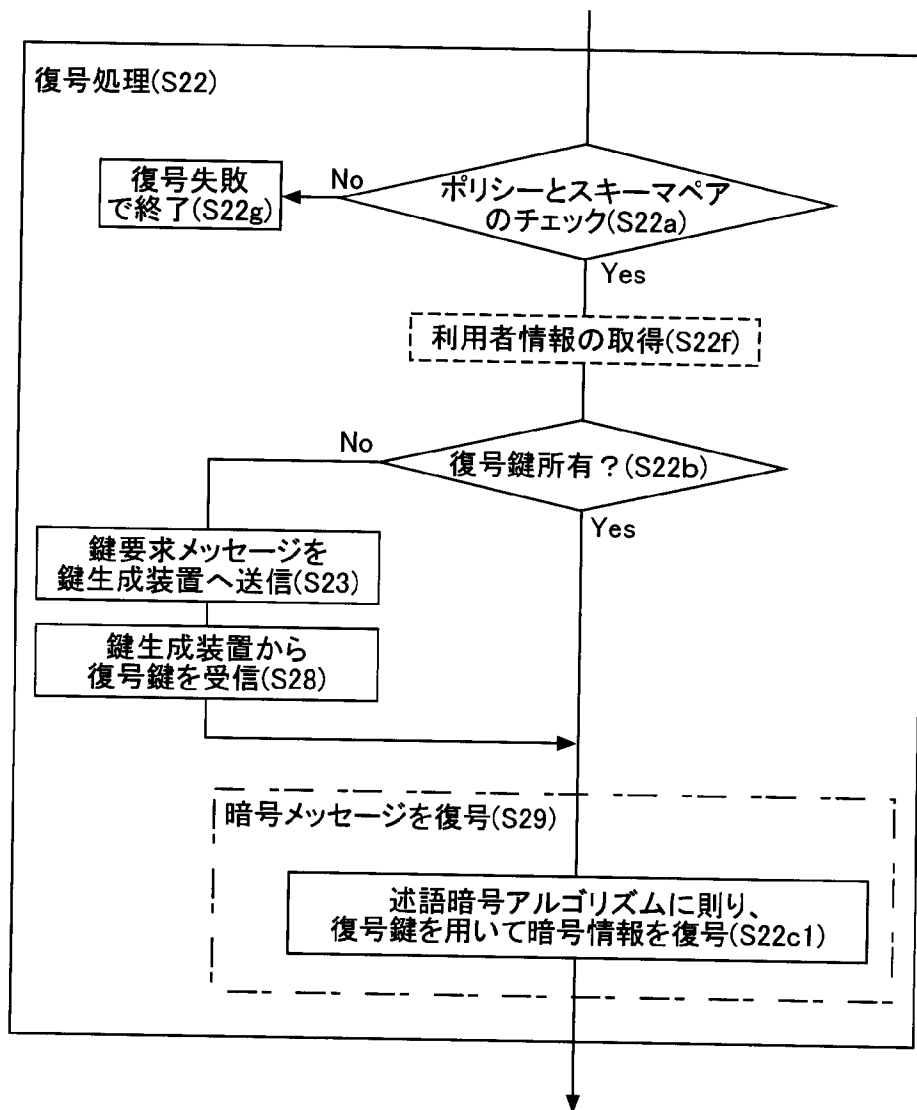 復号処理(S22)
No
復号失敗
で終了(S22g)
ポリシーとスキーマペア
のチェック(S22a)
Yes
利用者情報の取得(S22f)
No
復号鍵所有？(S22b)
Yes
鍵要求メッセージを
鍵生成装置へ送信(S23)
鍵生成装置から
復号鍵を受信(S28)
暗号メッセージを復号(S29)
述語暗号アルゴリズムに則り、
復号鍵を用いて暗号情報を復号(S22c1)